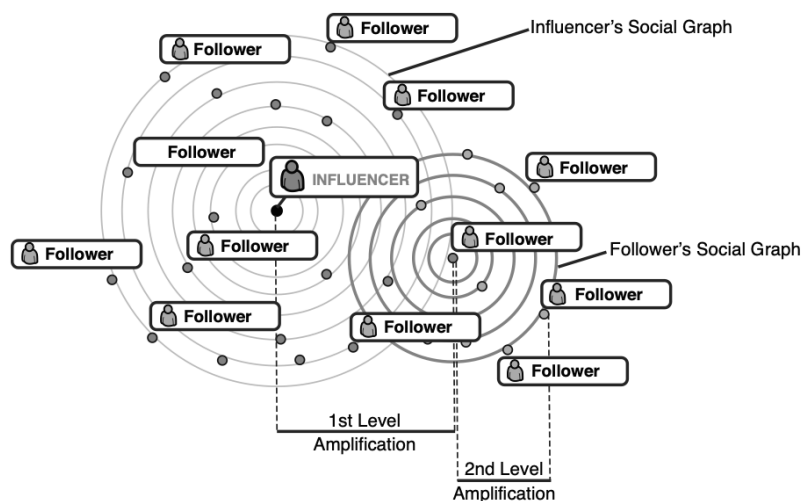 Follower
Influencer's Social Graph
Follower
Follower
Follower
INFLUENCER
Follower
Follower
Follower
Follower
Follower's Social Graph
Follower
Follower
Follower
Follower
1st Level
Amplification
2nd Level
Amplification